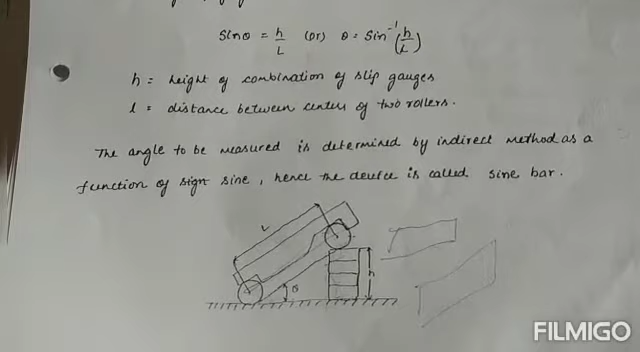 Sinθ = h/L (or) θ = Sin⁻¹(h/L)
h = height of combination of slip gauges
l = distance between centers of two rollers.
The angle to be measured is determined by indirect method as a
function of sign sine, hence the device is called sine bar.
L
h
θ
FILMIGO